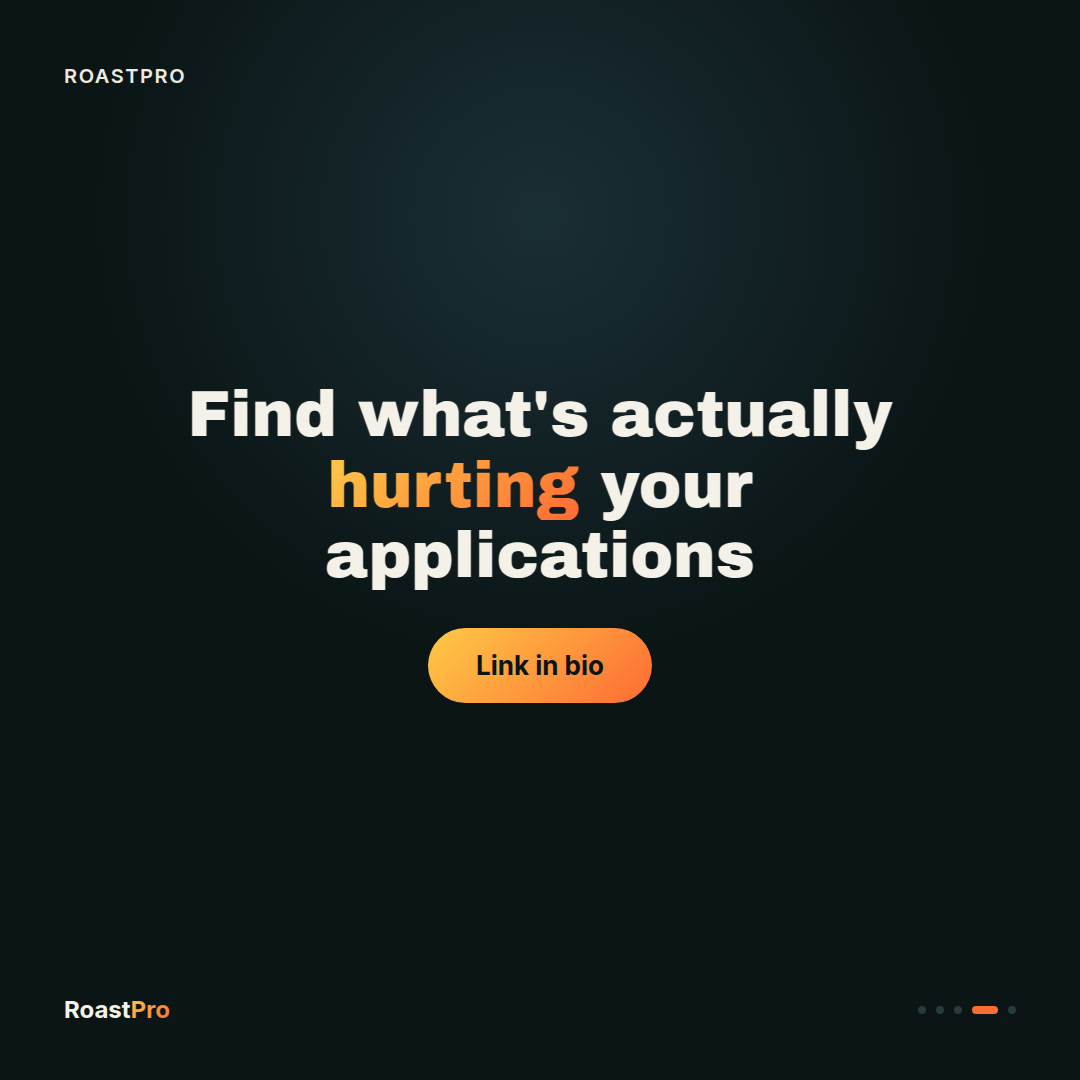 ROASTPRO
Find what's actually
hurting your
applications
Link in bio
RoastPro